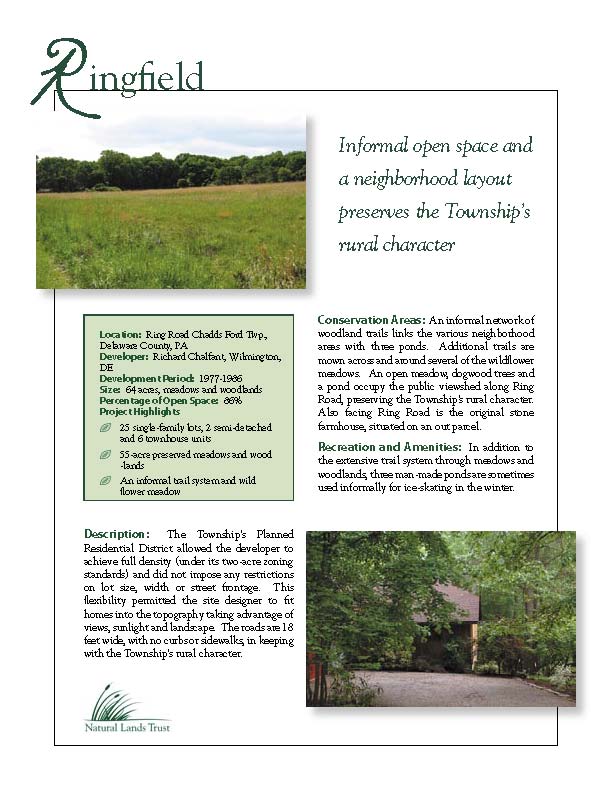 Ringfield
Informal open space and
a neighborhood layout
preserves the Township's
rural character
Location: Ring Road Chadds Ford Twp.,
Delaware County, PA
Developer: Richard Chalfant, Wilmington,
DE
Development Period: 1977-1986
Size: 64 acres, meadows and woodlands
Percentage of Open Space: 86%
Project Highlights
25 single-family lots, 2 semi-detached
and 6 townhouse units
55-acre preserved meadows and wood
-lands
An informal trail system and wild
flower meadow
Conservation Areas: An informal network of
woodland trails links the various neighborhood
areas with three ponds. Additional trails are
mown across and around several of the wildflower
meadows. An open meadow, dogwood trees and
a pond occupy the public viewshed along Ring
Road, preserving the Township's rural character.
Also facing Ring Road is the original stone
farmhouse, situated on an out parcel.
Recreation and Amenities: In addition to
the extensive trail system through meadows and
woodlands, three man-made ponds are sometimes
used informally for ice-skating in the winter.
Description: The Township's Planned
Residential District allowed the developer to
achieve full density (under its two-acre zoning
standards) and did not impose any restrictions
on lot size, width or street frontage. This
flexibility permitted the site designer to fit
homes into the topography taking advantage of
views, sunlight and landscape. The roads are 18
feet wide, with no curbs or sidewalks, in keeping
with the Township's rural character.
Natural Lands Trust